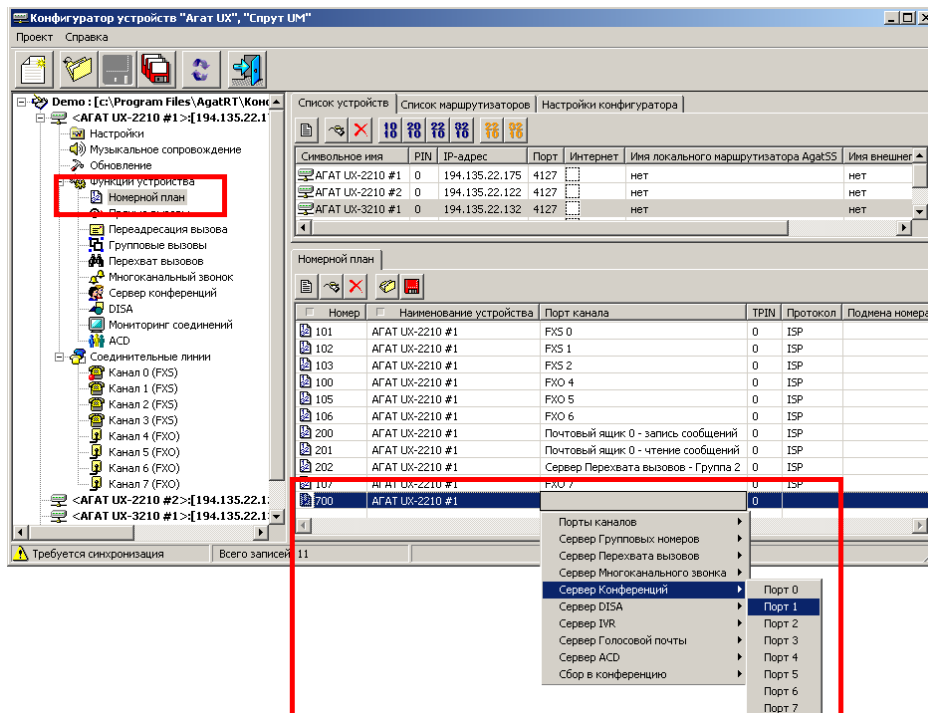 Конфигуратор устройств "Агат UX", "Спрут UM"
Проект Справка
Demo : [c:\Program Files\AgatRT\Кон
<АГАТ UX-2210 #1>:[194.135.22.1
Настройки
Музыкальное сопровождение
Обновление
Функции устройства
Номерной план
Прямые вызовы
Переадресация вызова
Групповые вызовы
Перехват вызовов
Многоканальный звонок
Сервер конференций
DISA
Мониторинг соединений
ACD
Соединительные линии
Канал 0 (FXS)
Канал 1 (FXS)
Канал 2 (FXS)
Канал 3 (FXS)
Канал 4 (FXO)
Канал 5 (FXO)
Канал 6 (FXO)
Канал 7 (FXO)
<АГАТ UX-2210 #2>:[194.135.22.1
<АГАТ UX-3210 #1>:[194.135.22.1
Список устройств Список маршрутизаторов Настройки конфигуратора
Символьное имя PIN IP-адрес Порт Интернет Имя локального маршрутизатора AgatSS Имя внешнег
АГАТ UX-2210 #1 0 194.135.22.175 4127 нет нет
АГАТ UX-2210 #2 0 194.135.22.122 4127 нет нет
АГАТ UX-3210 #1 0 194.135.22.132 4127 нет нет
Номерной план
Номер Наименование устройства Порт канала TPIN Протокол Подмена номера
101 АГАТ UX-2210 #1 FXS 0 0 ISP
102 АГАТ UX-2210 #1 FXS 1 0 ISP
103 АГАТ UX-2210 #1 FXS 2 0 ISP
100 АГАТ UX-2210 #1 FXO 4 0 ISP
105 АГАТ UX-2210 #1 FXO 5 0 ISP
106 АГАТ UX-2210 #1 FXO 6 0 ISP
200 АГАТ UX-2210 #1 Почтовый ящик 0 - запись сообщений 0 ISP
201 АГАТ UX-2210 #1 Почтовый ящик 0 - чтение сообщений 0 ISP
202 АГАТ UX-2210 #1 Сервер Перехвата вызовов - Группа 2 0 ISP
107 АГАТ UX-2210 #1 FXO 7 0 ISP
700 АГАТ UX-2210 #1 0
Порты каналов
Сервер Групповых номеров
Сервер Перехвата вызовов
Сервер Многоканального звонка
Сервер Конференций
Сервер DISA
Сервер IVR
Сервер Голосовой почты
Сервер ACD
Сбор в конференцию
Порт 0
Порт 1
Порт 2
Порт 3
Порт 4
Порт 5
Порт 6
Порт 7
Требуется синхронизация Всего записей 11